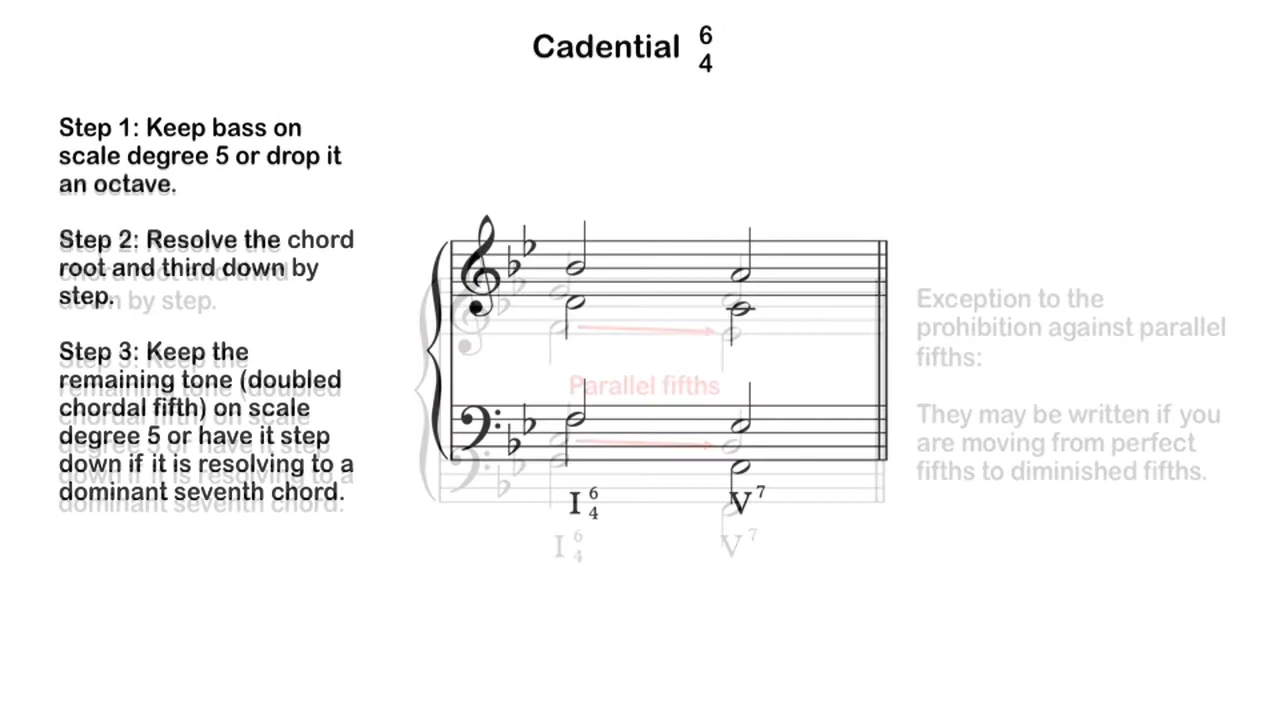 Cadential 6
4
Step 1: Keep bass on
scale degree 5 or drop it
an octave.
Step 2: Resolve the chord
root and third down by
step.
Step 3: Keep the
remaining tone (doubled
chordal fifth) on scale
degree 5 or have it step
down if it is resolving to a
dominant seventh chord.
Parallel fifths
I 6 4 V 7
I 6 4 V 7
Exception to the
prohibition against parallel
fifths:
They may be written if you
are moving from perfect
fifths to diminished fifths.